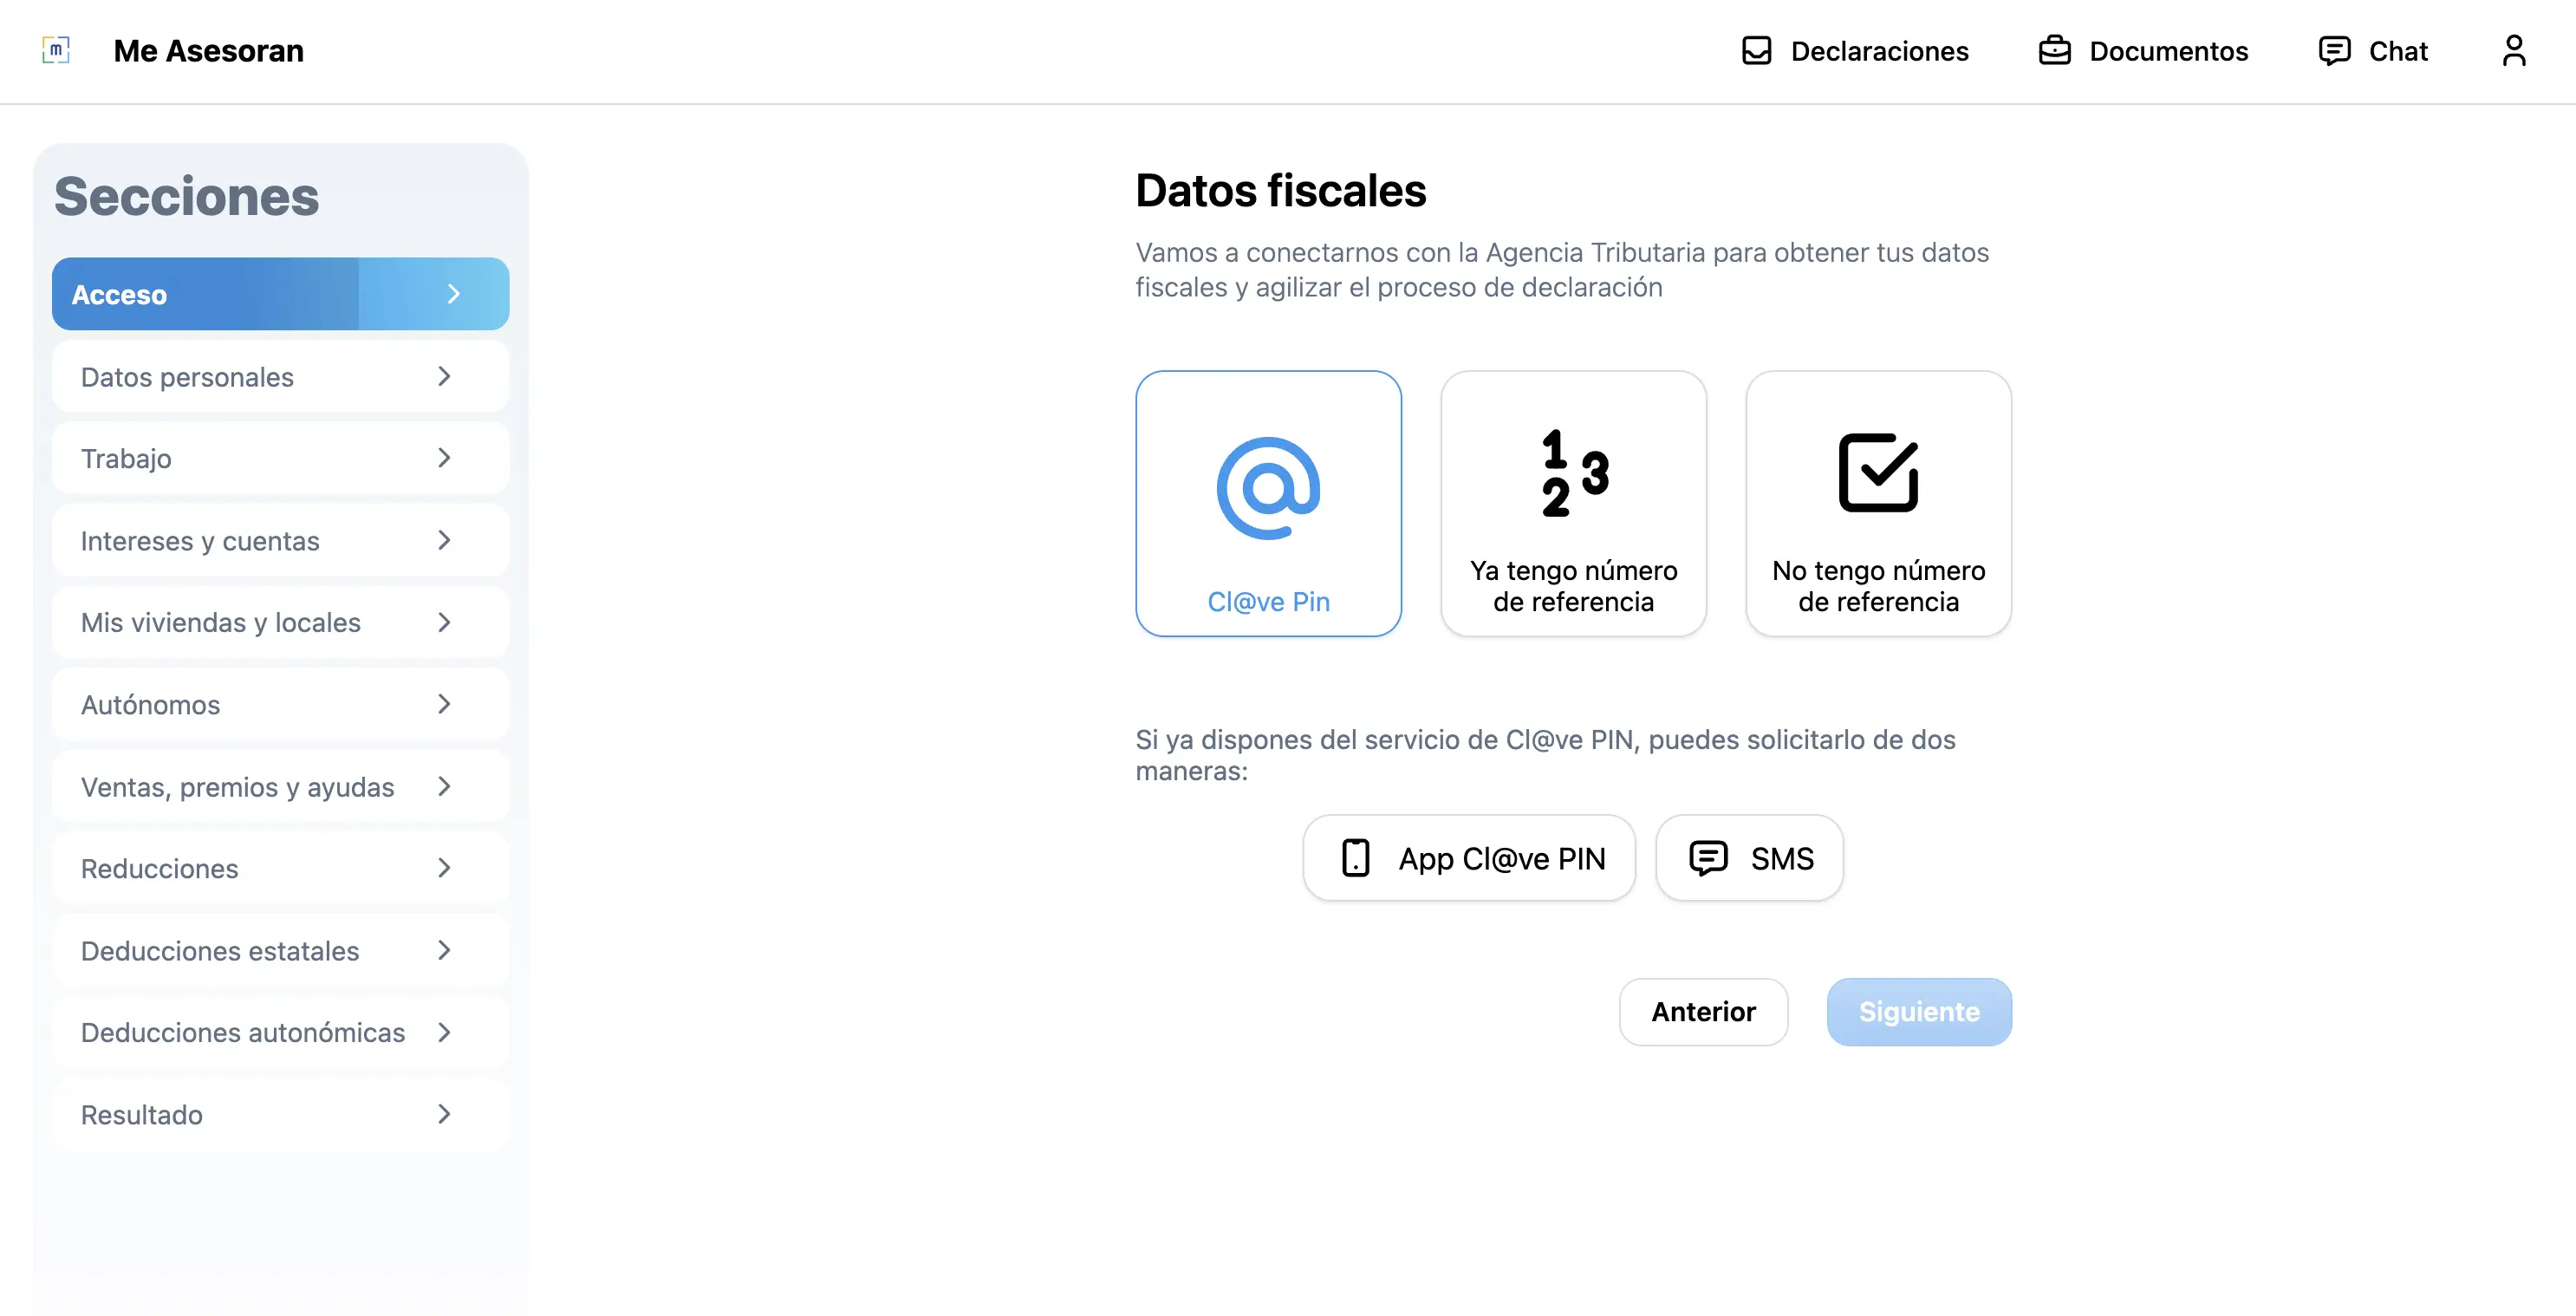 m
Me Asesoran
Declaraciones
Documentos
Chat
Secciones
Acceso
Datos personales
Trabajo
Intereses y cuentas
Mis viviendas y locales
Autónomos
Ventas, premios y ayudas
Reducciones
Deducciones estatales
Deducciones autonómicas
Resultado
Datos fiscales
Vamos a conectarnos con la Agencia Tributaria para obtener tus datos
fiscales y agilizar el proceso de declaración
Cl@ve Pin
1
2 3
Ya tengo número
de referencia
No tengo número
de referencia
Si ya dispones del servicio de Cl@ve PIN, puedes solicitarlo de dos
maneras:
App Cl@ve PIN
SMS
Anterior
Siguiente